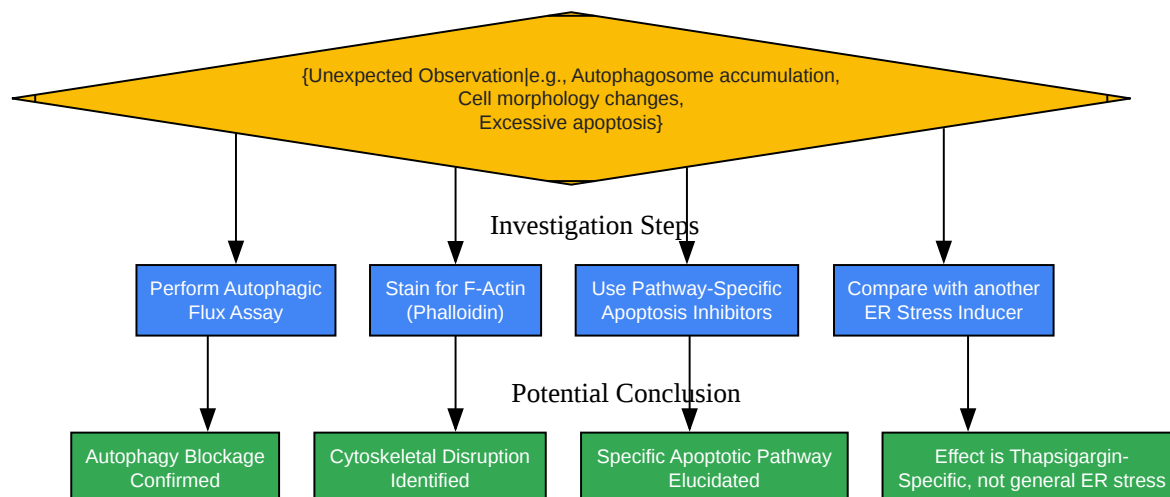 {Unexpected Observation|e.g., Autophagosome accumulation,
Cell morphology changes,
Excessive apoptosis}
Investigation Steps
Perform Autophagic
Flux Assay
Stain for F-Actin
(Phalloidin)
Use Pathway-Specific
Apoptosis Inhibitors
Compare with another
ER Stress Inducer
Potential Conclusion
Autophagy Blockage
Confirmed
Cytoskeletal Disruption
Identified
Specific Apoptotic Pathway
Elucidated
Effect is Thapsigargin-
Specific, not general ER stress